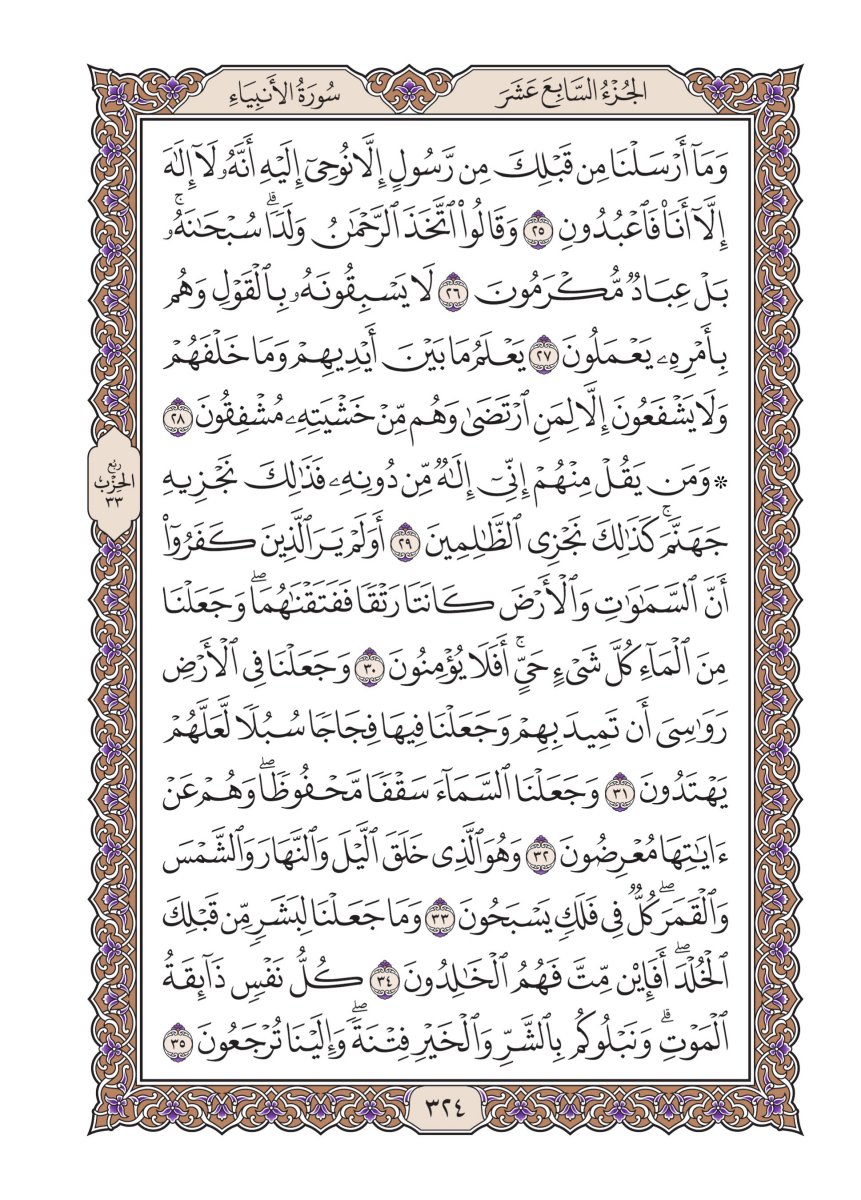 الجُزْءُ السَّابِعَ عَشَرَ
سُورَةُ الأَنبِيَاءِ
وَمَآ أَرۡسَلۡنَا مِن قَبۡلِكَ مِن رَّسُولٍ إِلَّا نُوحِيٓ إِلَيۡهِ أَنَّهُۥ لَآ إِلَٰهَ
إِلَّآ أَنَا۠ فَٱعۡبُدُونِ ٢٥ وَقَالُواْ ٱتَّخَذَ ٱلرَّحۡمَٰنُ وَلَدٗاۗ سُبۡحَٰنَهُۥۚ
بَلۡ عِبَادٞ مُّكۡرَمُونَ ٢٦ لَا يَسۡبِقُونَهُۥ بِٱلۡقَوۡلِ وَهُم
بِأَمۡرِهِۦ يَعۡمَلُونَ ٢٧ يَعۡلَمُ مَا بَيۡنَ أَيۡدِيهِمۡ وَمَا خَلۡفَهُمۡ
وَلَا يَشۡفَعُونَ إِلَّا لِمَنِ ٱرۡتَضَىٰ وَهُم مِّنۡ خَشۡيَتِهِۦ مُشۡفِقُونَ ٢٨
* وَمَن يَقُلۡ مِنۡهُمۡ إِنِّيٓ إِلَٰهٞ مِّن دُونِهِۦ فَذَٰلِكَ نَجۡزِيهِ
جَهَنَّمَۚ كَذَٰلِكَ نَجۡزِي ٱلظَّٰلِمِينَ ٢٩ أَوَلَمۡ يَرَ ٱلَّذِينَ كَفَرُوٓاْ
أَنَّ ٱلسَّمَٰوَٰتِ وَٱلۡأَرۡضَ كَانَتَا رَتۡقٗا فَفَتَقۡنَٰهُمَاۖ وَجَعَلۡنَا
مِنَ ٱلۡمَآءِ كُلَّ شَيۡءٍ حَيٍّۚ أَفَلَا يُؤۡمِنُونَ ٣٠ وَجَعَلۡنَا فِي ٱلۡأَرۡضِ
رَوَٰسِيَ أَن تَمِيدَ بِهِمۡ وَجَعَلۡنَا فِيهَا فِجَاجٗا سُبُلٗا لَّعَلَّهُمۡ
يَهۡتَدُونَ ٣١ وَجَعَلۡنَا ٱلسَّمَآءَ سَقۡفٗا مَّحۡفُوظٗاۖ وَهُمۡ عَنۡ
ءَايَٰتِهَا مُعۡرِضُونَ ٣٢ وَهُوَ ٱلَّذِي خَلَقَ ٱلَّيۡلَ وَٱلنَّهَارَ وَٱلشَّمۡسَ
وَٱلۡقَمَرَۖ كُلّٞ فِي فَلَكٖ يَسۡبَحُونَ ٣٣ وَمَا جَعَلۡنَا لِبَشَرٖ مِّن قَبۡلِكَ
ٱلۡخُلۡدَۖ أَفَإِيْن مِّتَّ فَهُمُ ٱلۡخَٰلِدُونَ ٣٤ كُلُّ نَفۡسٖ ذَآئِقَةُ
ٱلۡمَوۡتِۗ وَنَبۡلُوكُم بِٱلشَّرِّ وَٱلۡخَيۡرِ فِتۡنَةٗۖ وَإِلَيۡنَا تُرۡجَعُونَ ٣٥
ربع
الحزب
٣٣
٣٢٤